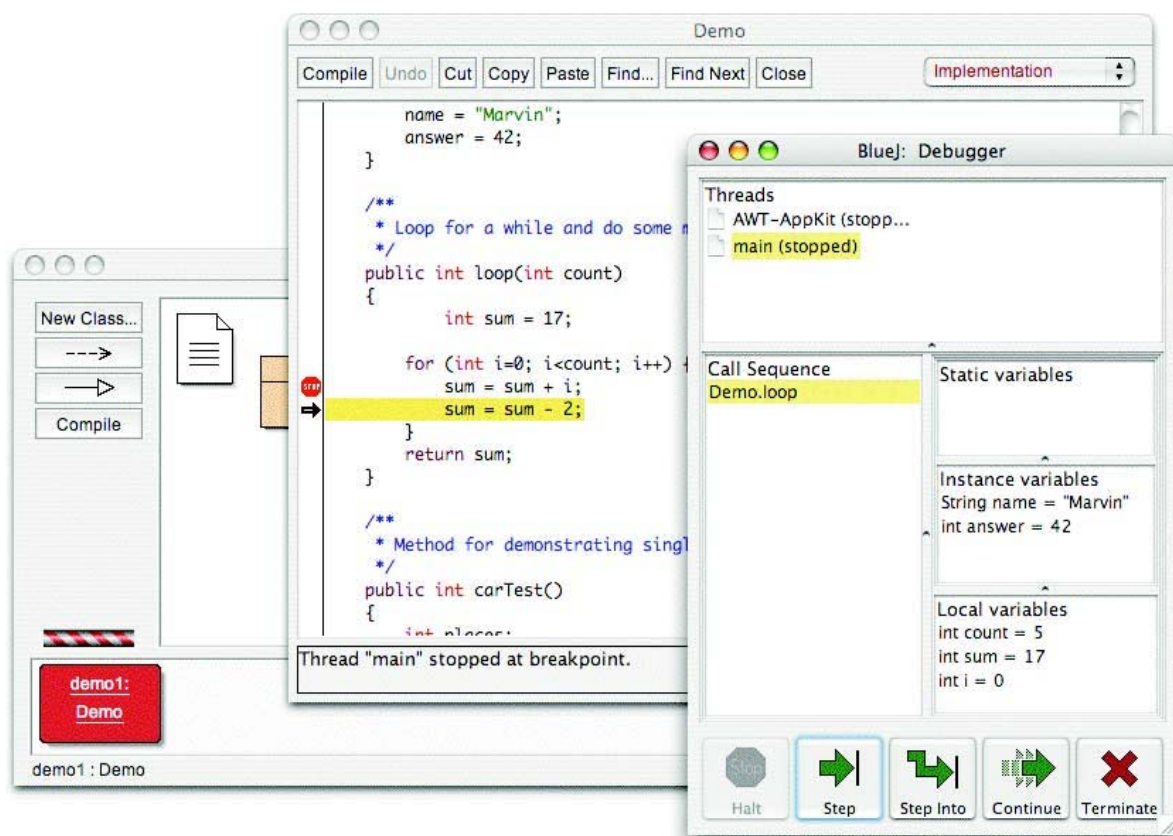 Demo
Compile Undo Cut Copy Paste Find... Find Next Close Implementation
name = "Marvin";
answer = 42;
}
/**
* Loop for a while and do some
*/
public int loop(int count)
{
int sum = 17;
for (int i=0; i<count; i++) {
sum = sum + i;
sum = sum - 2;
}
return sum;
}
/**
* Method for demonstrating
*/
public int carTest()
{
int places;
Thread "main" stopped at breakpoint.
New Class...
Compile
demo1:
Demo
demo1 : Demo
BlueJ: Debugger
Threads
AWT-AppKit (stopp...
main (stopped)
Call Sequence
Demo.loop
Static variables
Instance variables
String name = "Marvin"
int answer = 42
Local variables
int count = 5
int sum = 17
int i = 0
Stop
Halt Step Step Into Continue Terminate